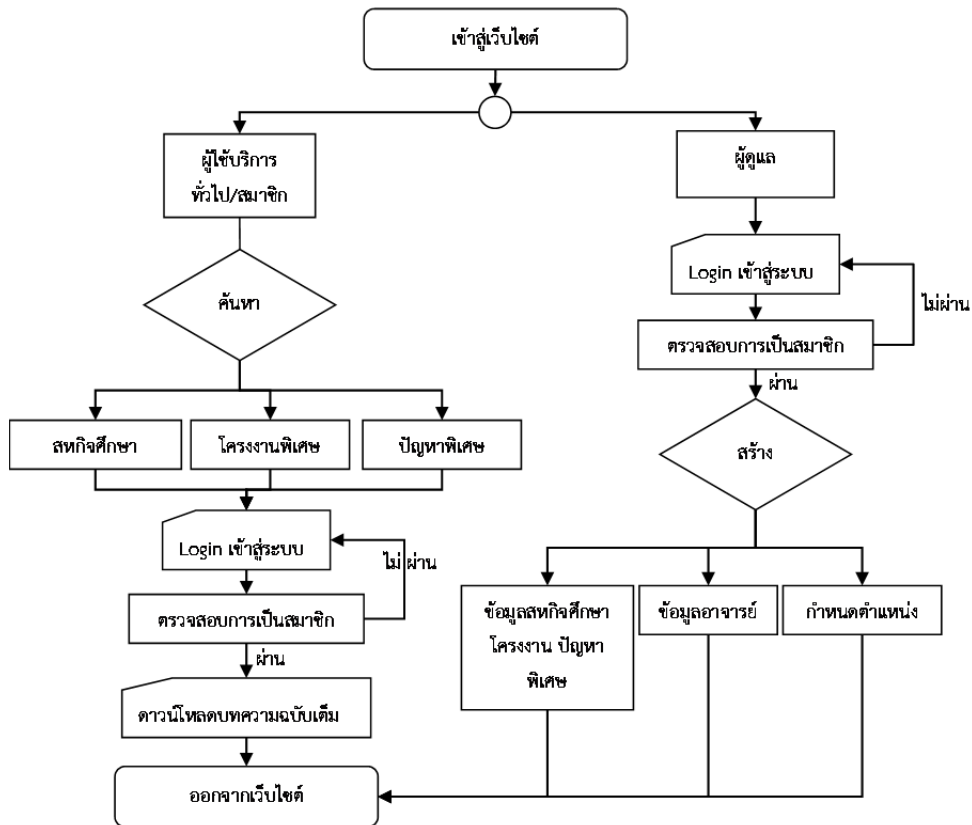 เข้าสู่เว็บไซต์
ผู้ใช้บริการ
ทั่วไป/สมาชิก
ค้นหา
สหกิจศึกษา
โครงงานพิเศษ
ปัญหาพิเศษ
Login เข้าสู่ระบบ
ไม่ ผ่าน
ตรวจสอบการเป็นสมาชิก
ผ่าน
ดาวน์โหลดบทความฉบับเต็ม
ออกจากเว็บไซต์
ผู้ดูแล
Login เข้าสู่ระบบ
ไม่ผ่าน
ตรวจสอบการเป็นสมาชิก
ผ่าน
สร้าง
ข้อมูลสหกิจศึกษา
โครงงาน ปัญหา
พิเศษ
ข้อมูลอาจารย์
กำหนดตำแหน่ง